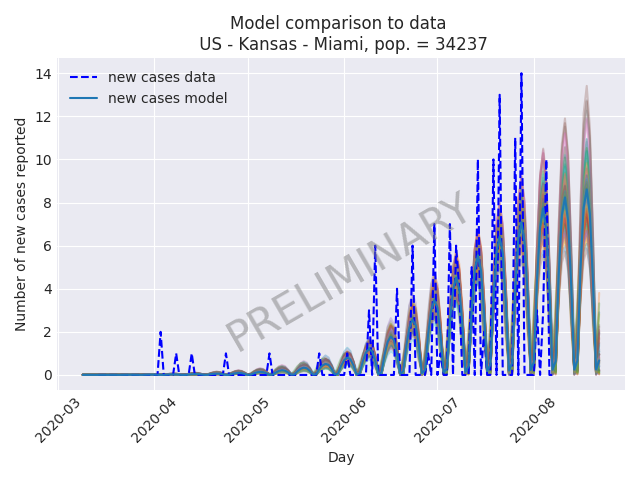 Model comparison to data
US - Kansas - Miami, pop. = 34237
new cases data
new cases model
PRELIMINARY
Number of new cases reported
14
12
10
8
6
4
2
0
2020-03
2020-04
2020-05
2020-06
2020-07
2020-08
Day